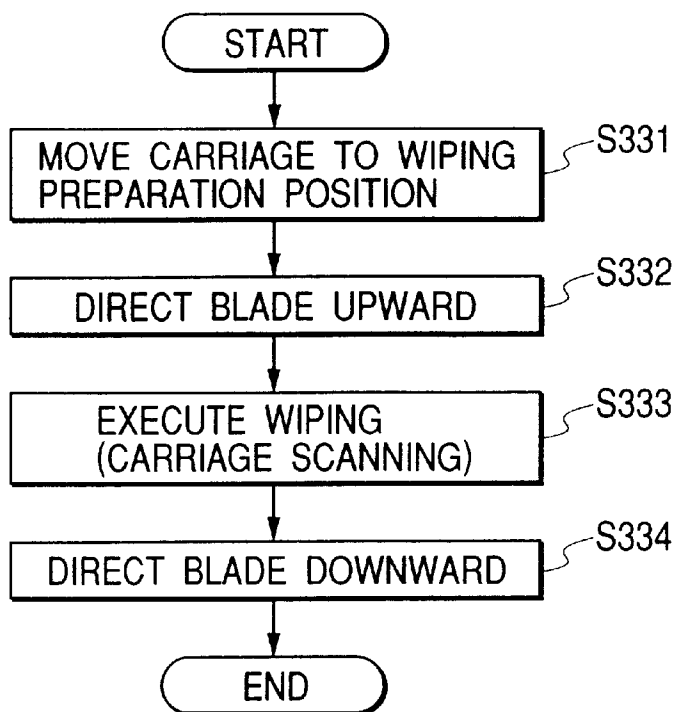 START
MOVE CARRIAGE TO WIPING
PREPARATION POSITION
S331
DIRECT BLADE UPWARD
S332
EXECUTE WIPING
(CARRIAGE SCANNING)
S333
DIRECT BLADE DOWNWARD
S334
END